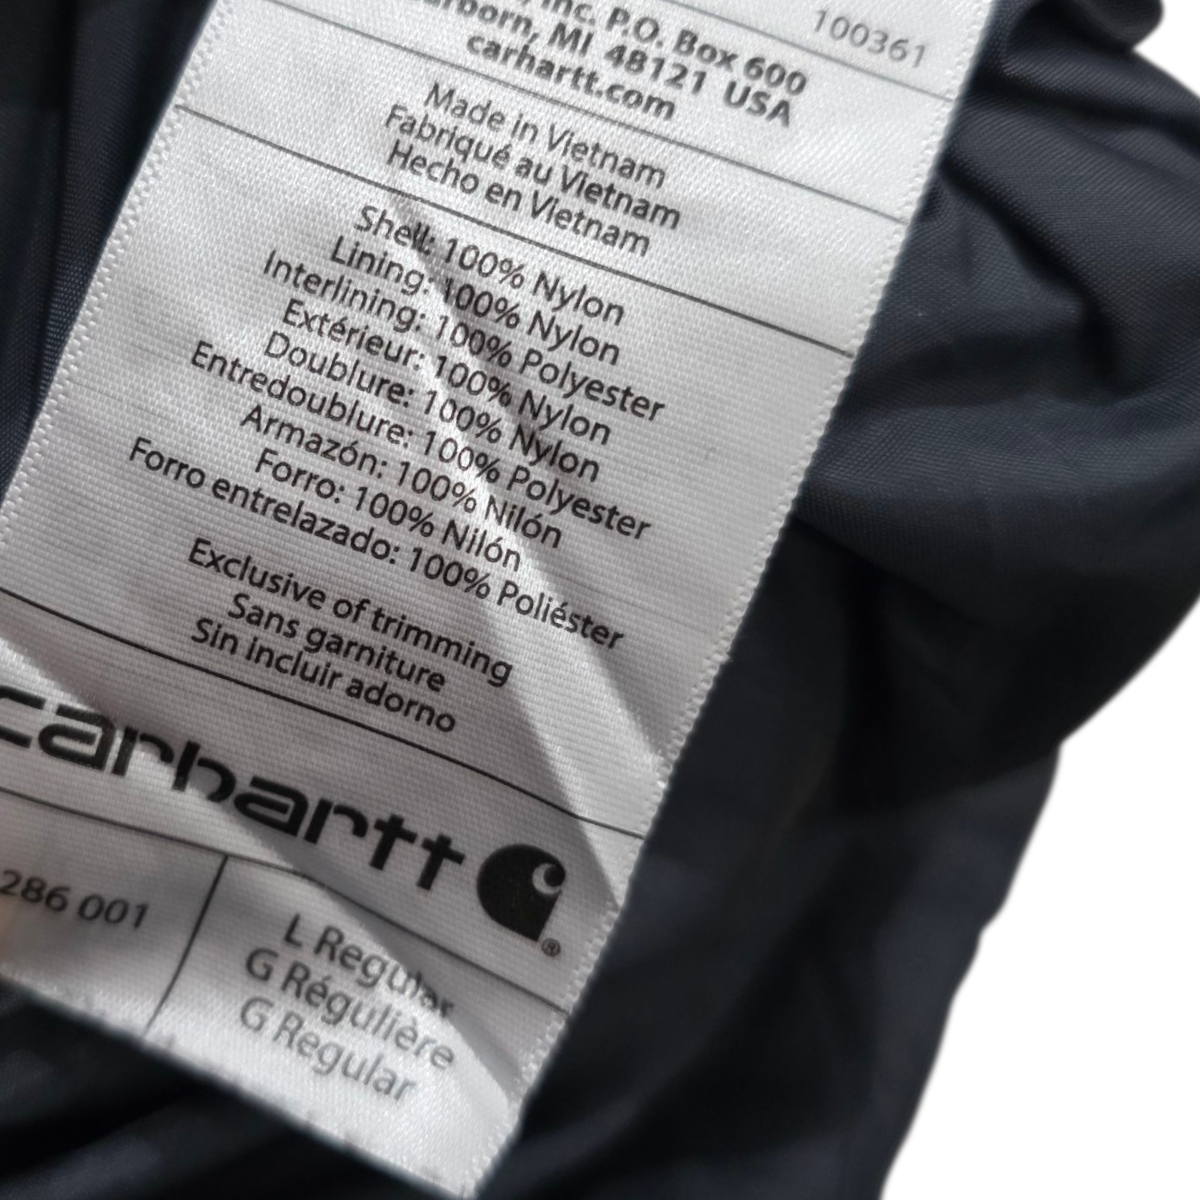 100361
Inc. P.O. Box 600
MI 48121 USA
carhartt.com
Made in Vietnam
Fabriqué au Vietnam
Hecho en Vietnam
Shell: 100% Nylon
Lining: 100% Nylon
Interlining: 100% Polyester
Extérieur: 100% Nylon
Doublure: 100% Nylon
Entredoublure: 100% Polyester
Armazón: 100% Nilón
Forro: 100% Nilón
Forro entrelazado: 100% Poliéster
Exclusive of trimming
Sans garniture
Sin incluir adorno
carhartt
®
286 001
L Regular
G Régulière
G Regular